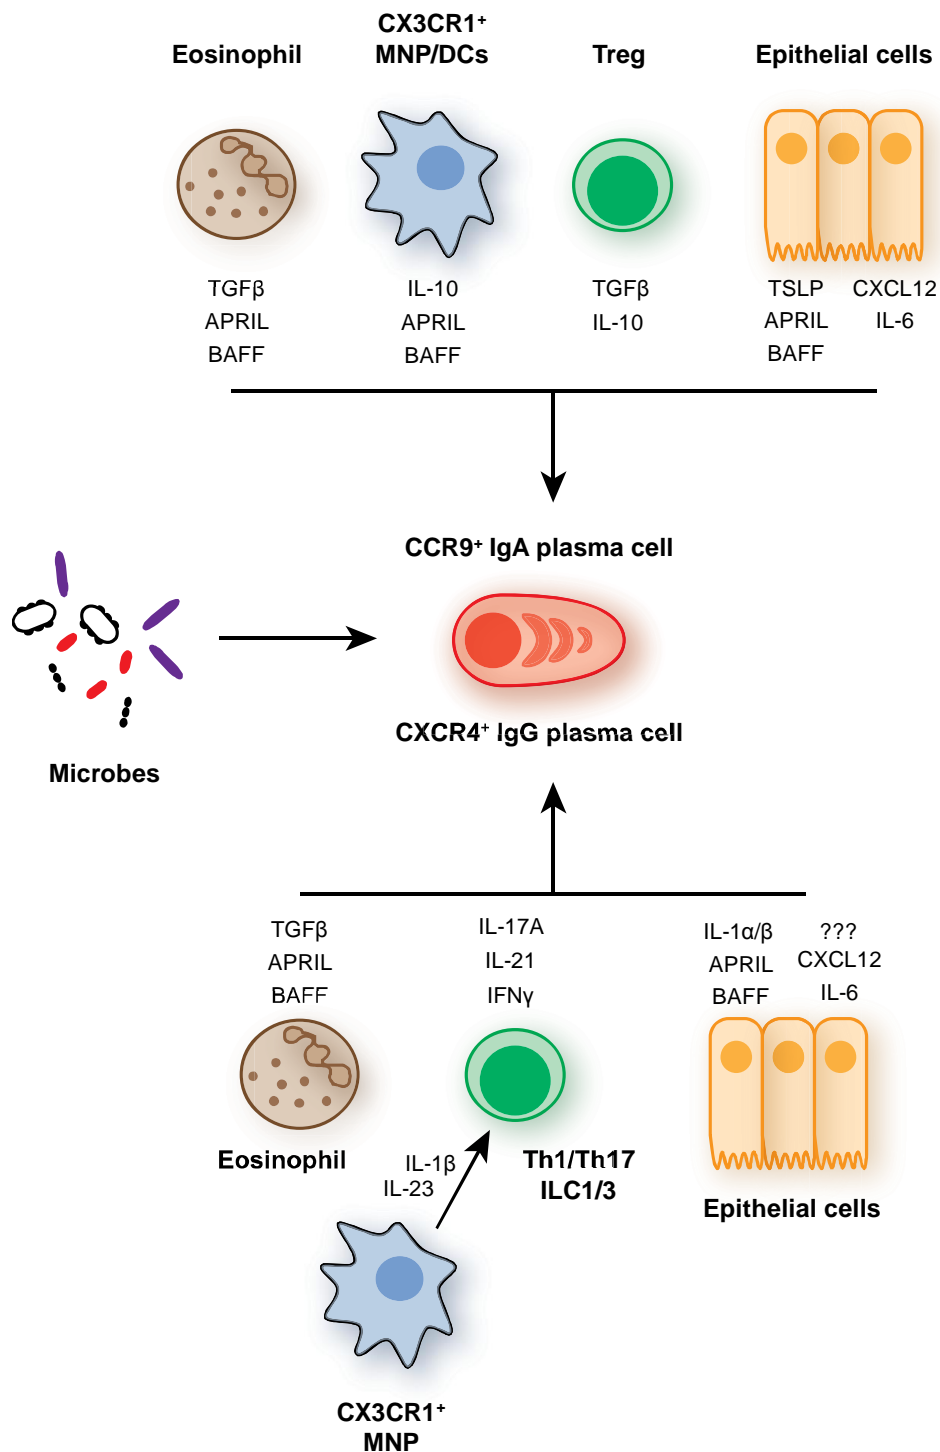 Eosinophil
CX3CR1⁺
MNP/DCs
Treg
Epithelial cells
TGFβ
APRIL
BAFF
IL-10
APRIL
BAFF
TGFβ
IL-10
TSLP
APRIL
BAFF
CXCL12
IL-6
CCR9⁺ IgA plasma cell
Microbes
CXCR4⁺ IgG plasma cell
TGFβ
APRIL
BAFF
Eosinophil
IL-17A
IL-21
IFNγ
Th1/Th17
ILC1/3
IL-1β
IL-23
CX3CR1⁺
MNP
IL-1α/β
APRIL
BAFF
???
CXCL12
IL-6
Epithelial cells